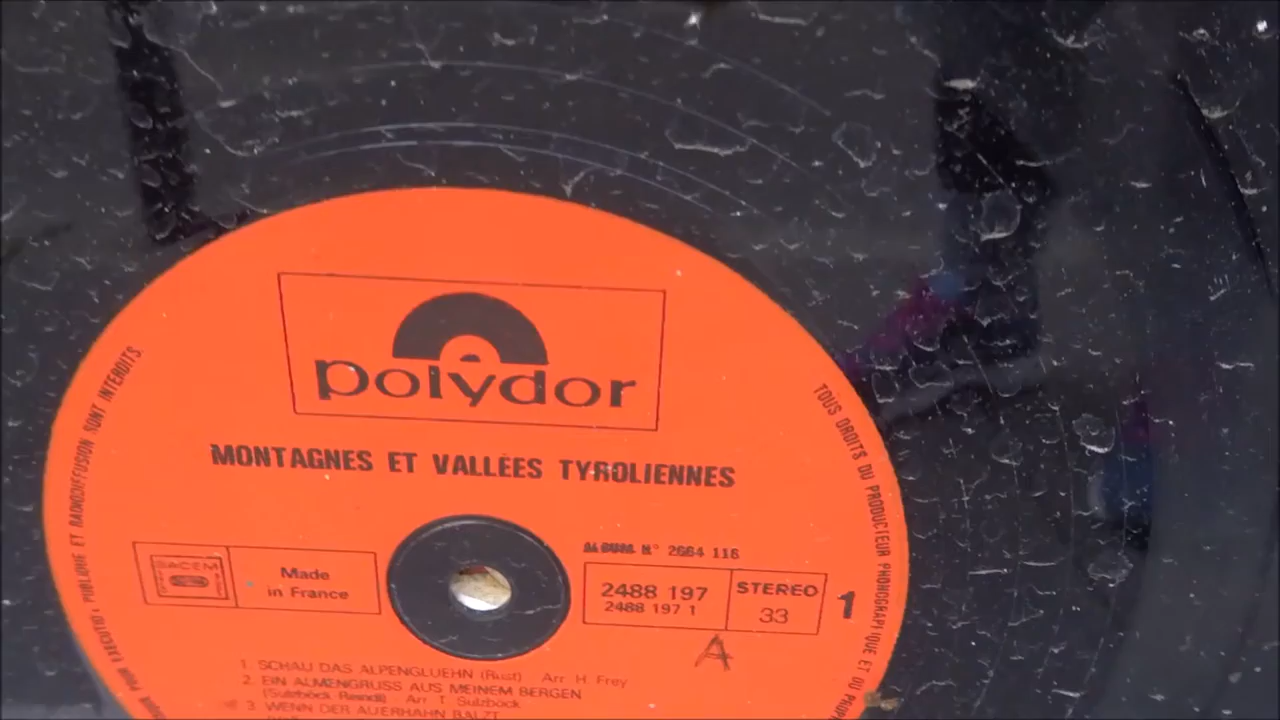 polydor
MONTAGNES ET VALLÉES TYROLIENNES
SACEM
Made
in France
ALBUM N° 2664 116
2488 197
2488 197 1
STEREO
33
1
A
1. SCHAU DAS ALPENGLUEHN (Rust) Arr H. Frey
2. EIN ALMENGRUSS AUS MEINEM BERGEN
(Sulzböck Reindl) Arr T. Sulzböck
3. WENN DER AUERHAHN BALZT
TOUS DROITS DU PRODUCTEUR PHONOGRAPHIQUE ET DU
PUBLIQUE ET RADIODIFFUSION SONT INTERDITS.